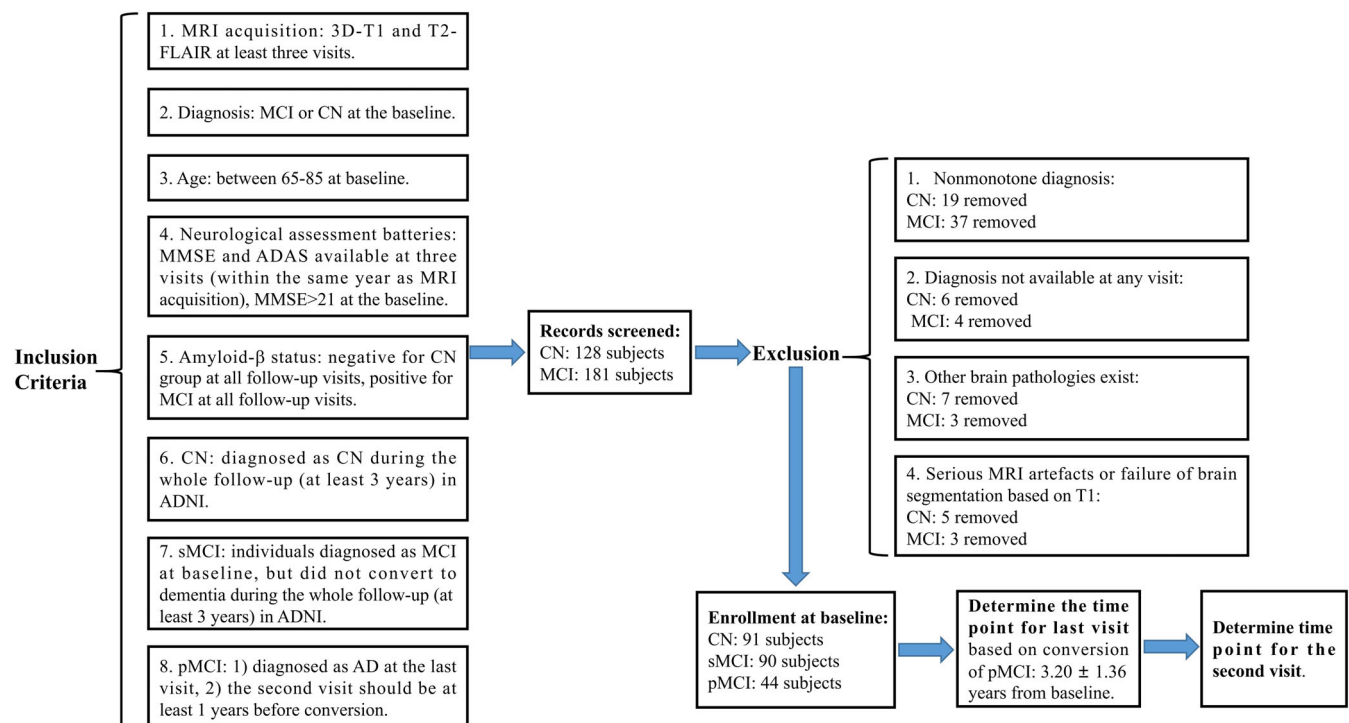 Inclusion
Criteria
1. MRI acquisition: 3D-T1 and T2-
FLAIR at least three visits.
2. Diagnosis: MCI or CN at the baseline.
3. Age: between 65-85 at baseline.
4. Neurological assessment batteries:
MMSE and ADAS available at three
visits (within the same year as MRI
acquisition), MMSE>21 at the baseline.
5. Amyloid-β status: negative for CN
group at all follow-up visits, positive for
MCI at all follow-up visits.
6. CN: diagnosed as CN during the
whole follow-up (at least 3 years) in
ADNI.
7. sMCI: individuals diagnosed as MCI
at baseline, but did not convert to
dementia during the whole follow-up (at
least 3 years) in ADNI.
8. pMCI: 1) diagnosed as AD at the last
visit, 2) the second visit should be at
least 1 years before conversion.
Records screened:
CN: 128 subjects
MCI: 181 subjects
Exclusion
1. Nonmonotone diagnosis:
CN: 19 removed
MCI: 37 removed
2. Diagnosis not available at any visit:
CN: 6 removed
MCI: 4 removed
3. Other brain pathologies exist:
CN: 7 removed
MCI: 3 removed
4. Serious MRI artefacts or failure of brain
segmentation based on T1:
CN: 5 removed
MCI: 3 removed
Enrollment at baseline:
CN: 91 subjects
sMCI: 90 subjects
pMCI: 44 subjects
Determine the time
point for last visit
based on conversion
of pMCI: 3.20 ± 1.36
years from baseline.
Determine time
point for the
second visit.